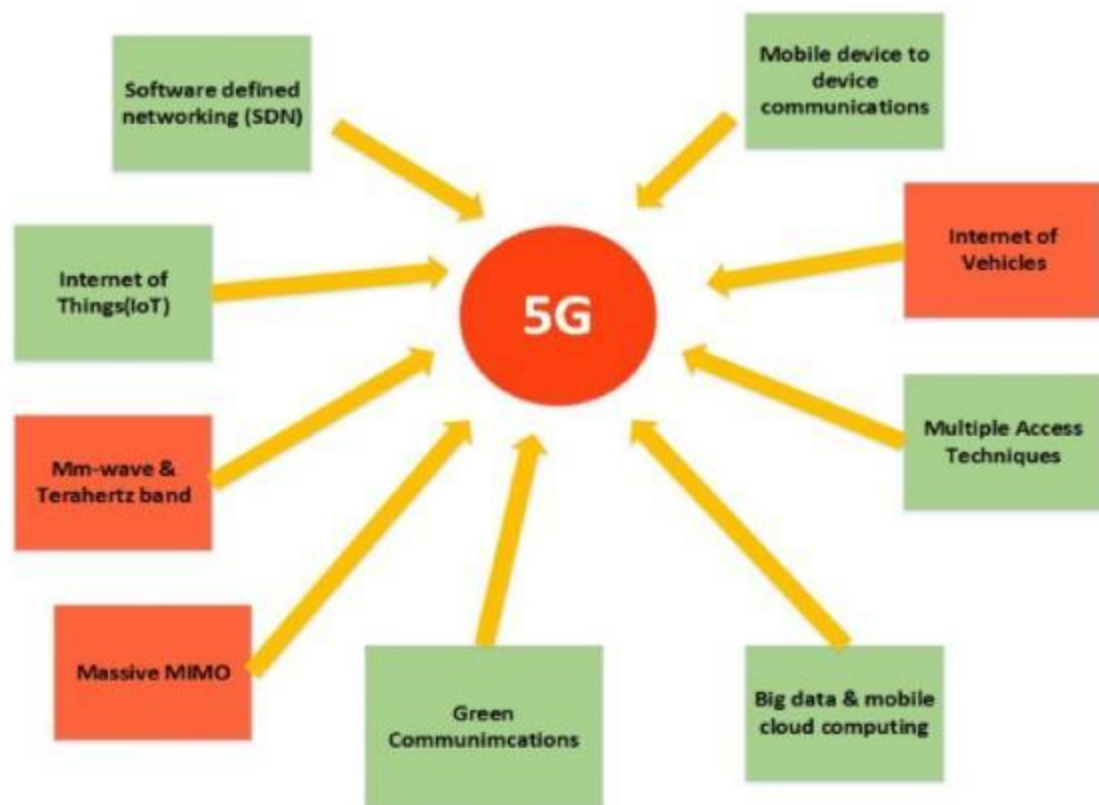 Software defined
networking (SDN)
Mobile device to
device
communications
Internet of
Things(IoT)
5G
Internet of
Vehicles
Mm-wave &
Terahertz band
Multiple Access
Techniques
Massive MIMO
Green
Communimcations
Big data & mobile
cloud computing